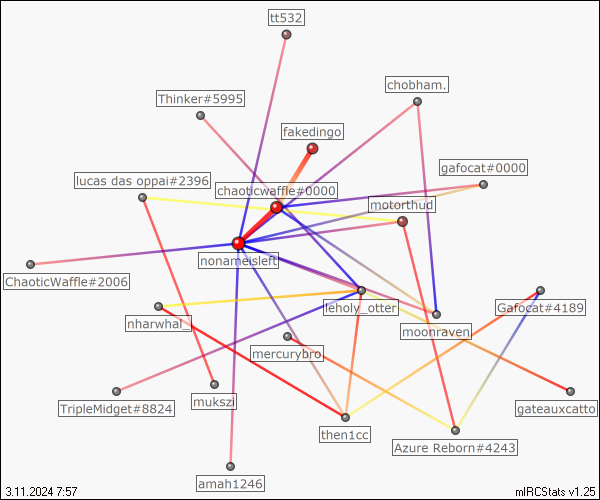 tt532
chobham.
Thinker#5995
fakedingo
gafocat#0000
lucas das oppai#2396
chaoticwaffle#0000
motorthud
nonameisleft
ChaoticWaffle#2006
leholy_otter
Gafocat#4189
nharwhal_
moonraven
mercurybro
TripleMidget#8824
mukszi
gateauxcatto
then1cc
Azure Reborn#4243
amah1246
3.11.2024 7:57
mIRCStats v1.25